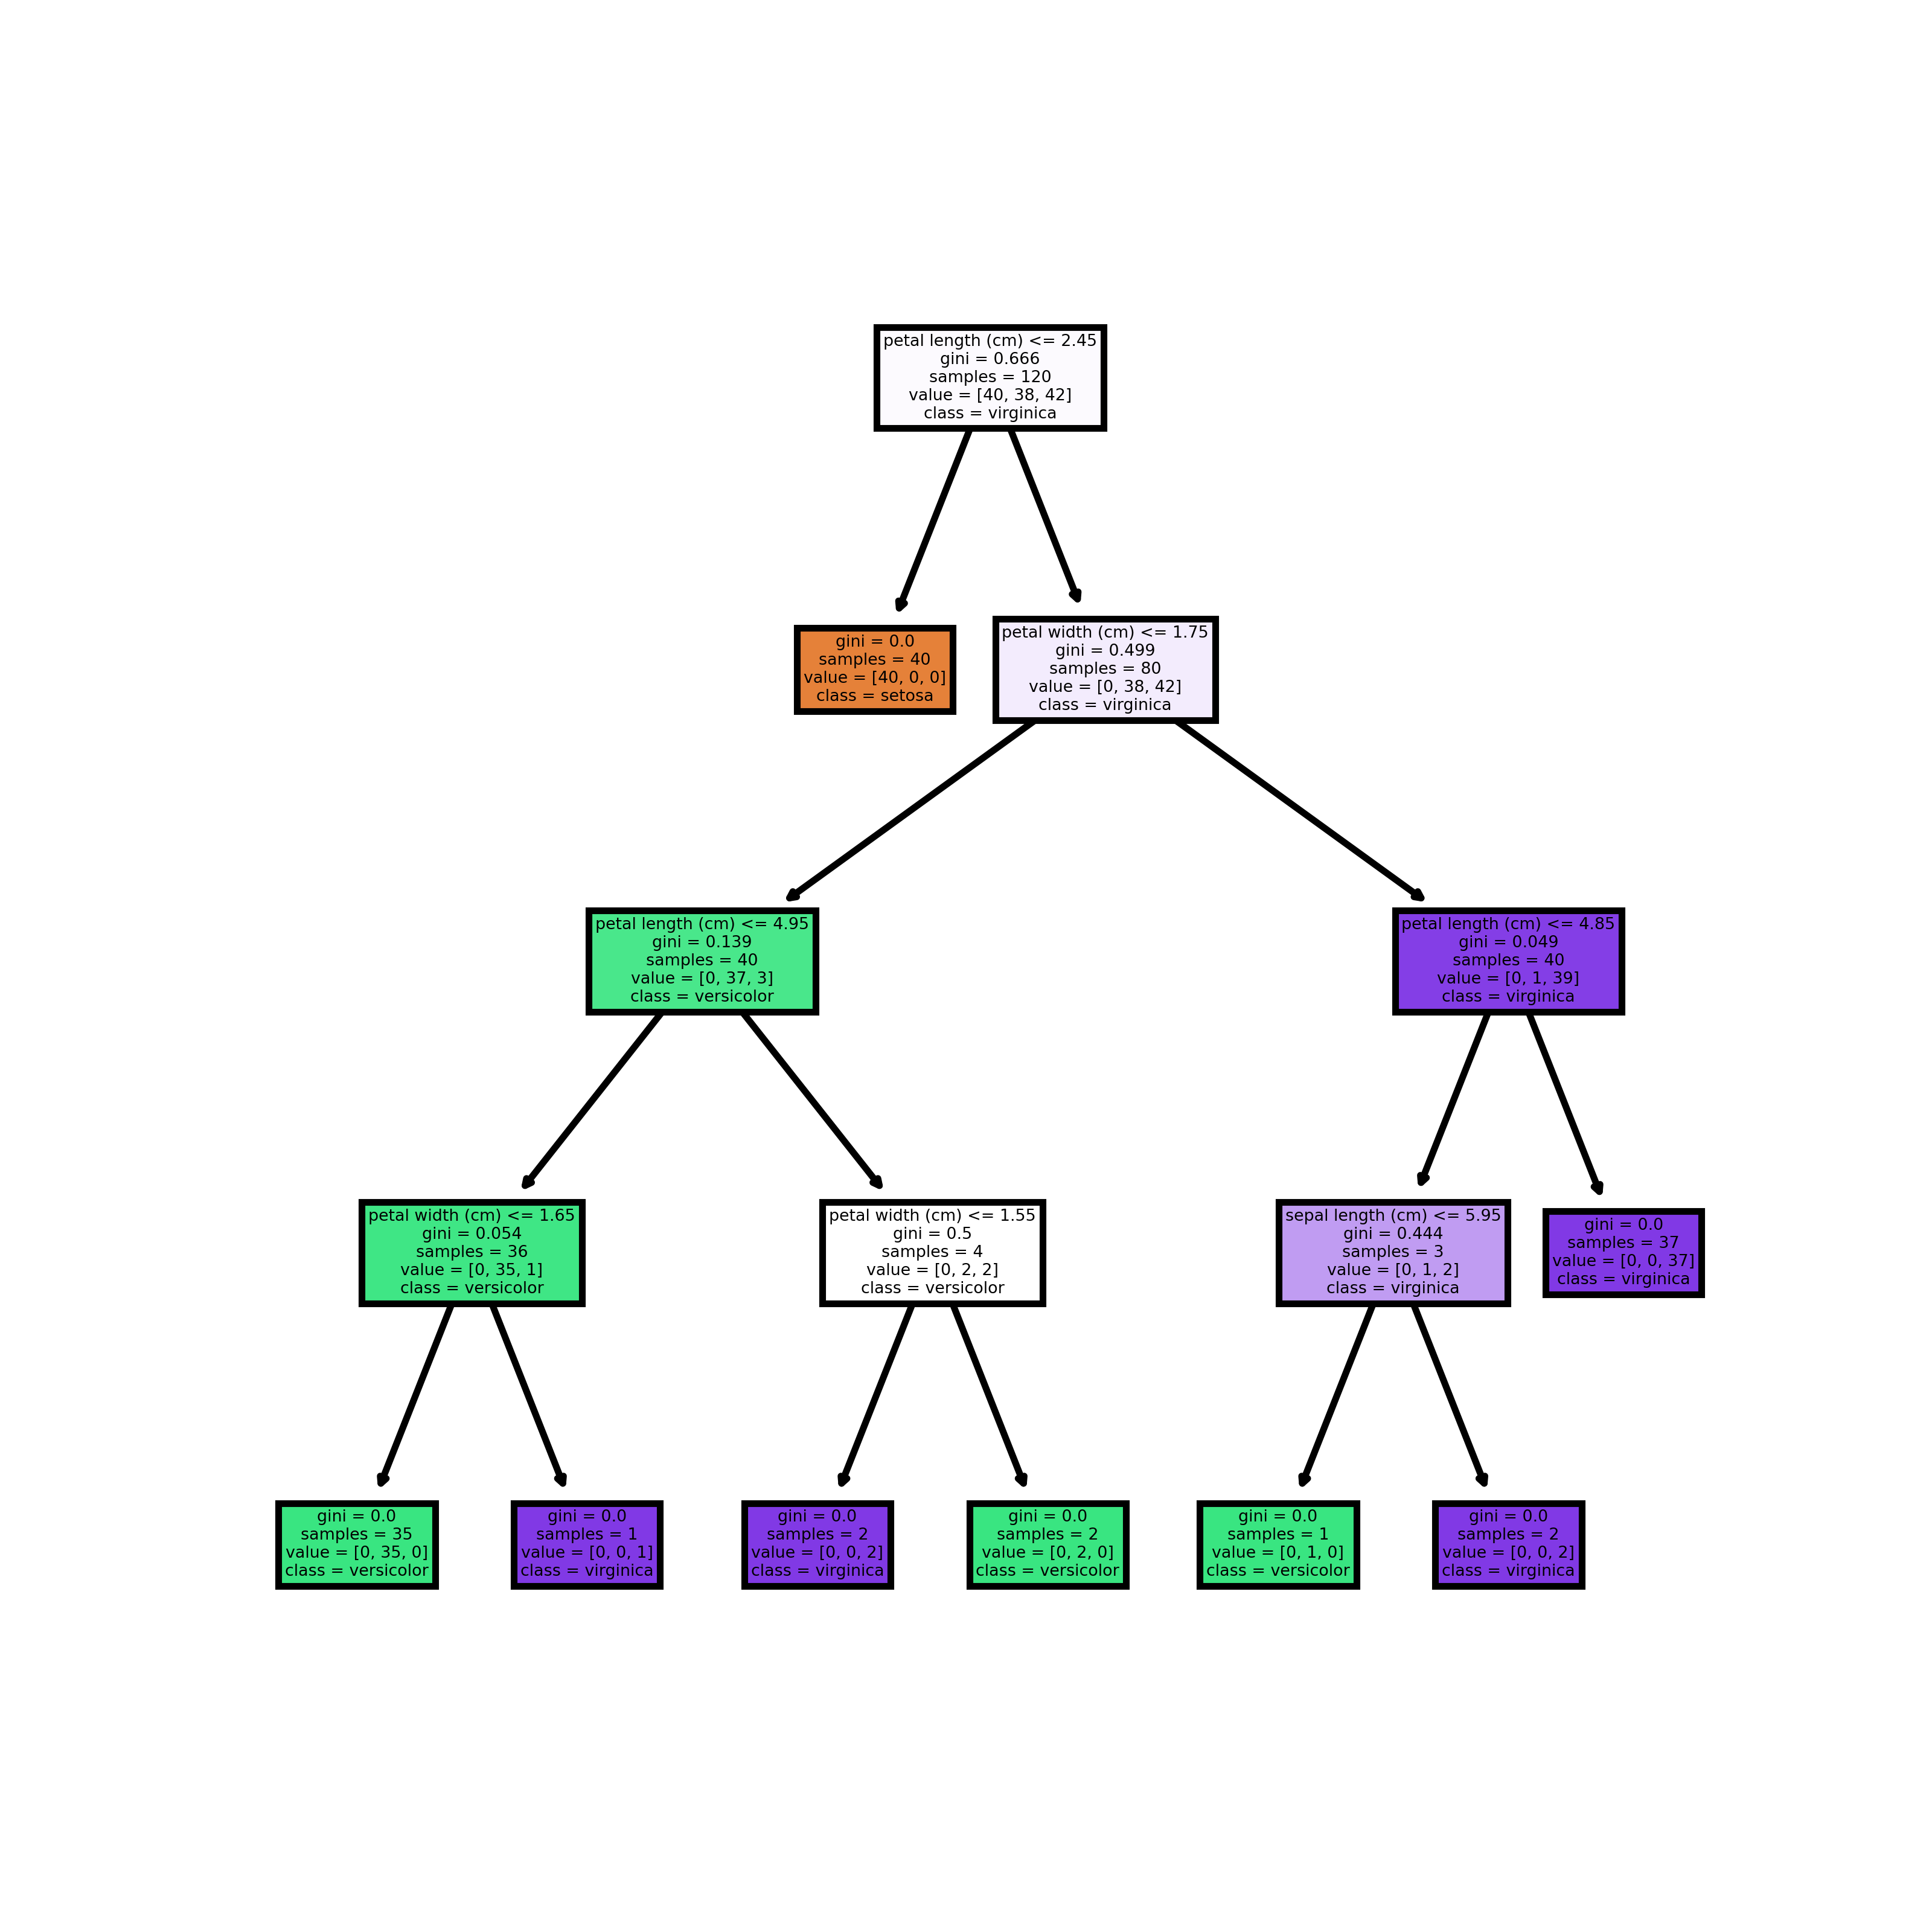 petal length (cm) <= 2.45
gini = 0.666
samples = 120
value = [40, 38, 42]
class = virginica
gini = 0.0
samples = 40
value = [40, 0, 0]
class = setosa
petal width (cm) <= 1.75
gini = 0.499
samples = 80
value = [0, 38, 42]
class = virginica
petal length (cm) <= 4.95
gini = 0.139
samples = 40
value = [0, 37, 3]
class = versicolor
petal length (cm) <= 4.85
gini = 0.049
samples = 40
value = [0, 1, 39]
class = virginica
petal width (cm) <= 1.65
gini = 0.054
samples = 36
value = [0, 35, 1]
class = versicolor
petal width (cm) <= 1.55
gini = 0.5
samples = 4
value = [0, 2, 2]
class = versicolor
sepal length (cm) <= 5.95
gini = 0.444
samples = 3
value = [0, 1, 2]
class = virginica
gini = 0.0
samples = 37
value = [0, 0, 37]
class = virginica
gini = 0.0
samples = 35
value = [0, 35, 0]
class = versicolor
gini = 0.0
samples = 1
value = [0, 0, 1]
class = virginica
gini = 0.0
samples = 2
value = [0, 0, 2]
class = virginica
gini = 0.0
samples = 2
value = [0, 2, 0]
class = versicolor
gini = 0.0
samples = 1
value = [0, 1, 0]
class = versicolor
gini = 0.0
samples = 2
value = [0, 0, 2]
class = virginica